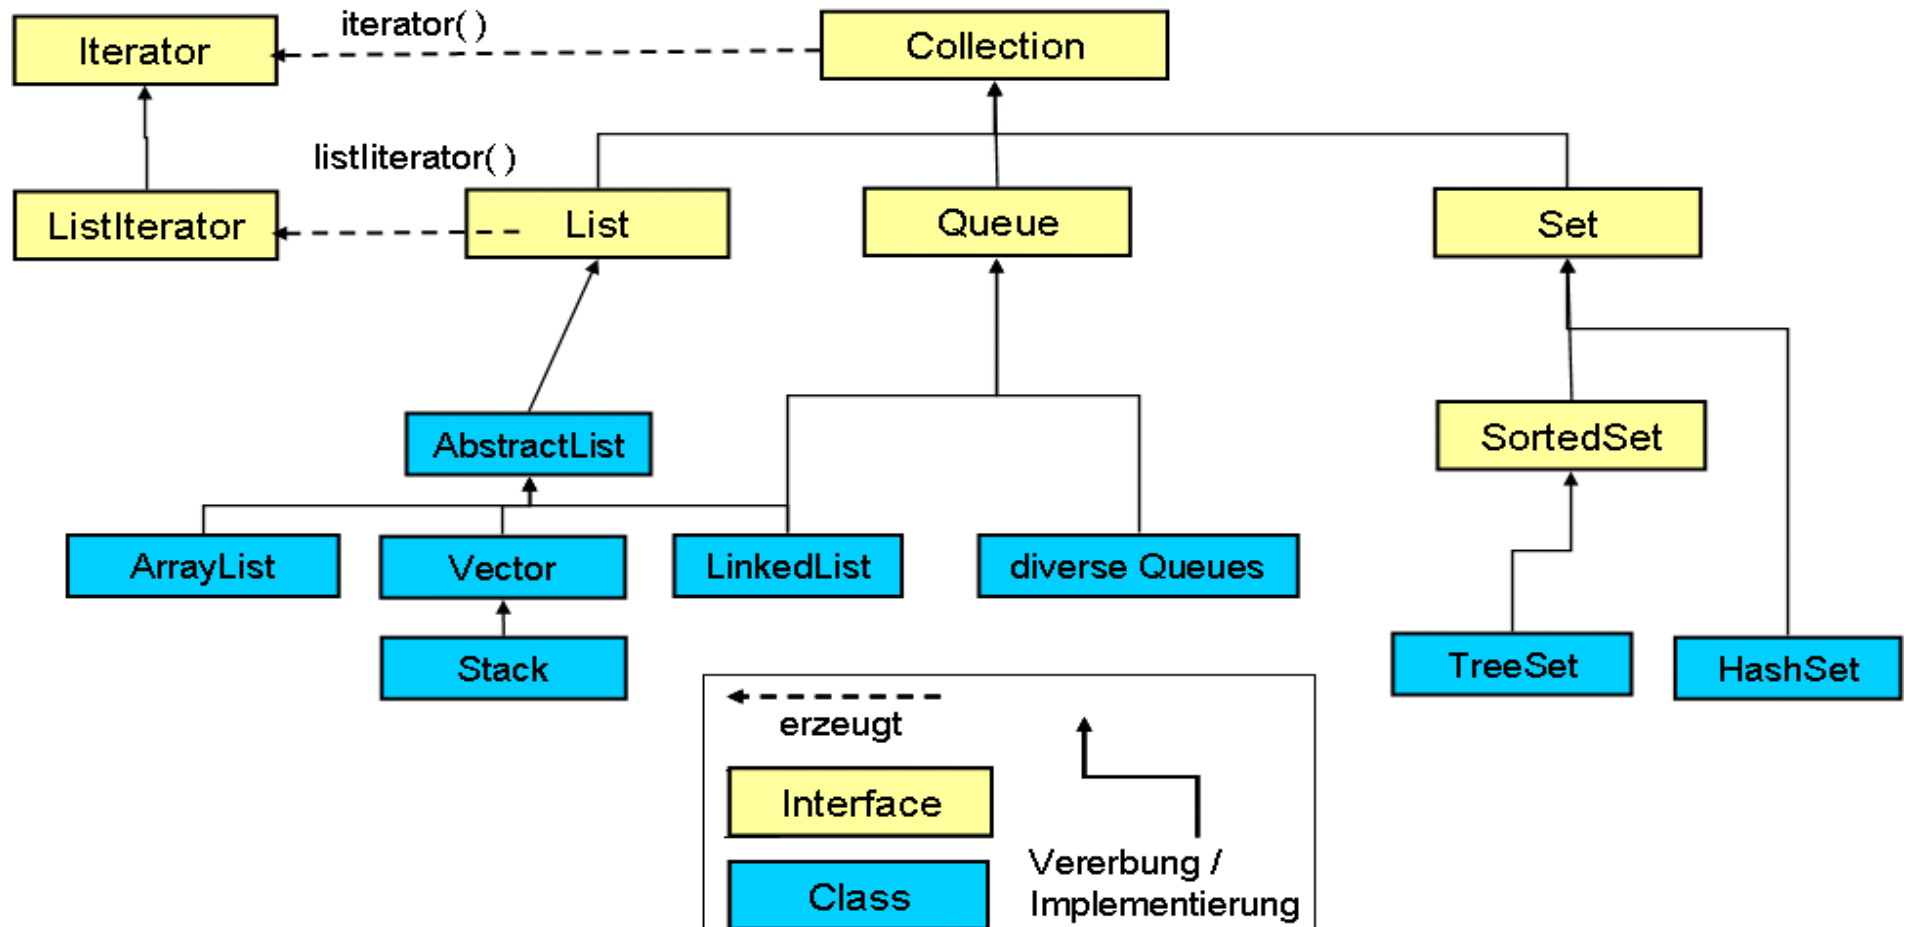 iterator( )
Iterator
Collection
listIiterator( )
ListIterator
List
Queue
Set
AbstractList
SortedSet
ArrayList
Vector
LinkedList
diverse Queues
Stack
TreeSet
HashSet
erzeugt
Interface
Class
Vererbung /
Implementierung